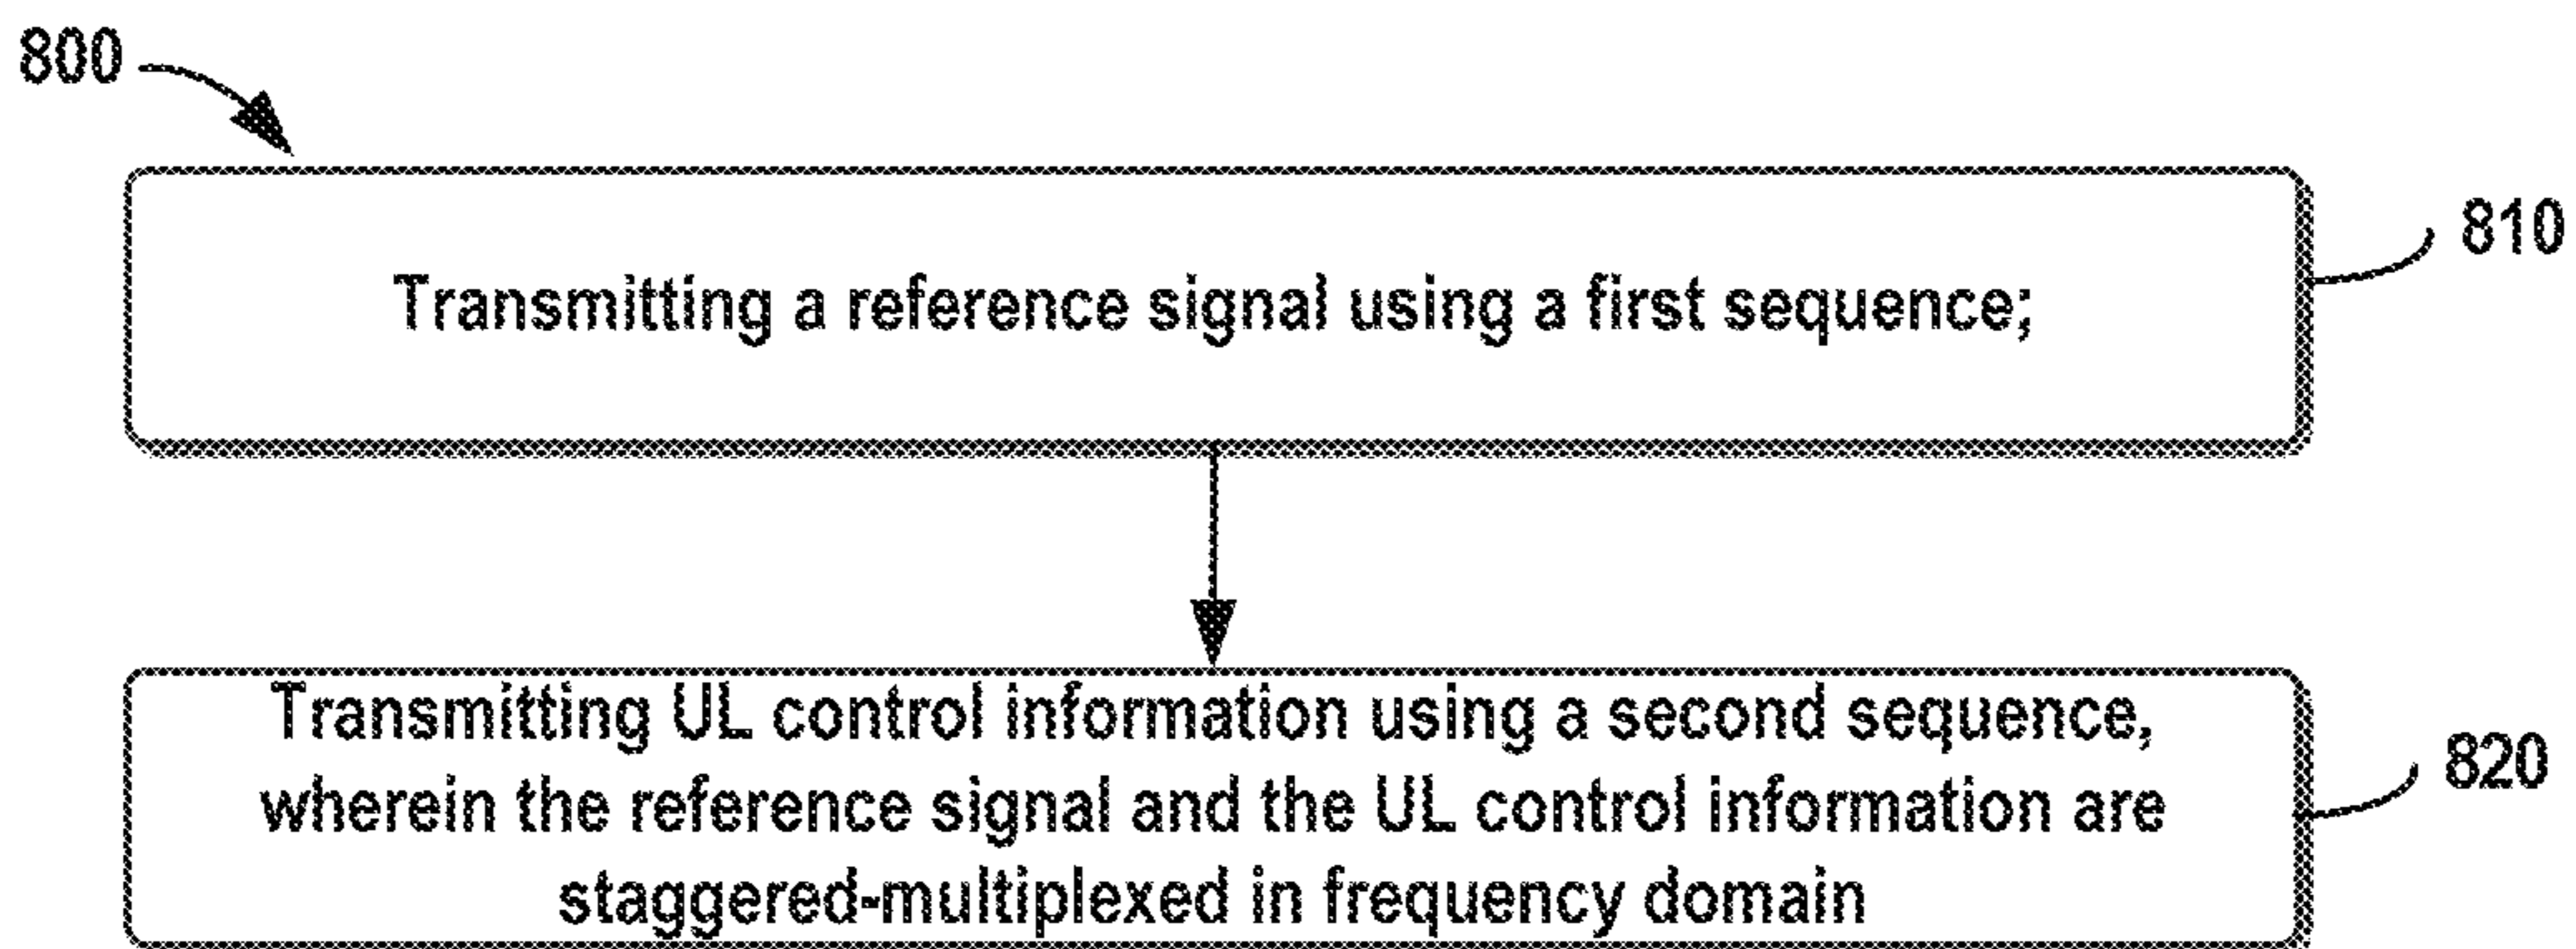 800
810
Transmitting a reference signal using a first sequence;
Transmitting UL control information using a second sequence,
820
wherein the reference signal and the UL control information are
staggered-multiplexed in frequency domain